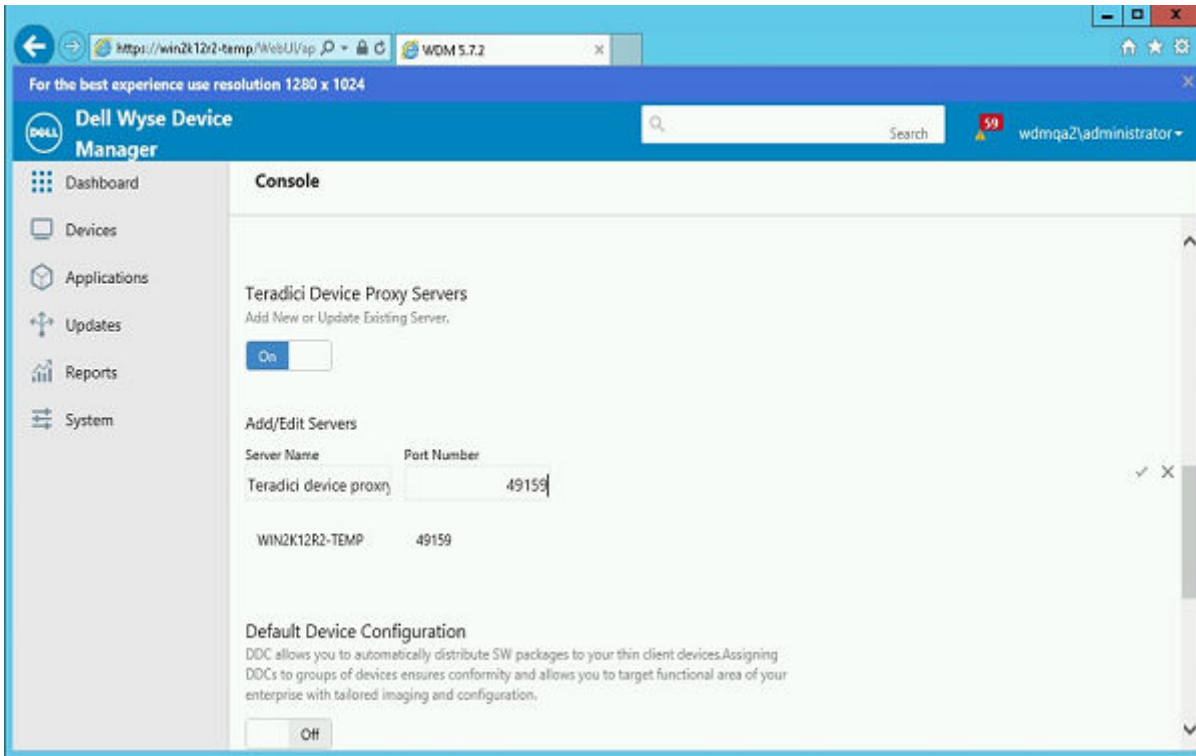 https://win2k12r2-temp/WebUI/ap
WDM 5.7.2
For the best experience use resolution 1280 x 1024
DELL
Dell Wyse Device
Manager
Search
59
wdmqa2\administrator
Dashboard
Devices
Applications
Updates
Reports
System
Console
Teradici Device Proxy Servers
Add New or Update Existing Server.
On
Add/Edit Servers
Server Name Port Number
Teradici device proxy 49159
WIN2K12R2-TEMP 49159
Default Device Configuration
DDC allows you to automatically distribute SW packages to your thin client devices.Assigning
DDCs to groups of devices ensures conformity and allows you to target functional area of your
enterprise with tailored imaging and configuration.
Off